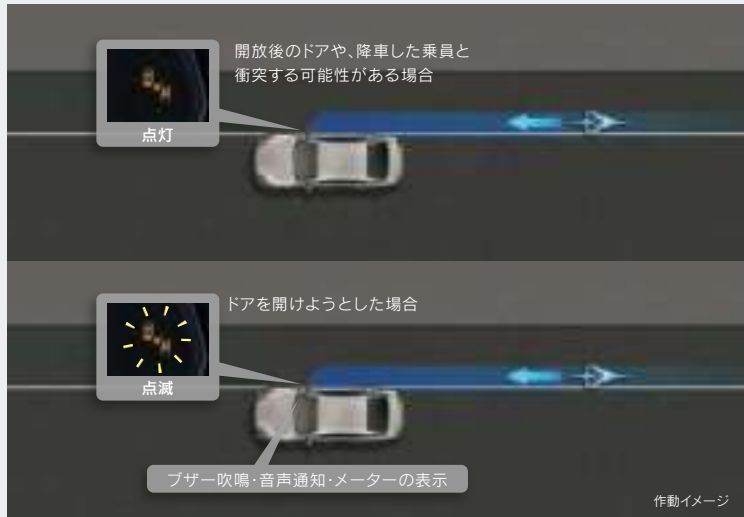 開放後のドアや、降車した乗員と
衝突する可能性がある場合
点灯
ドアを開けようとした場合
点滅
ブザー吹鳴・音声通知・メーターの表示
作動イメージ